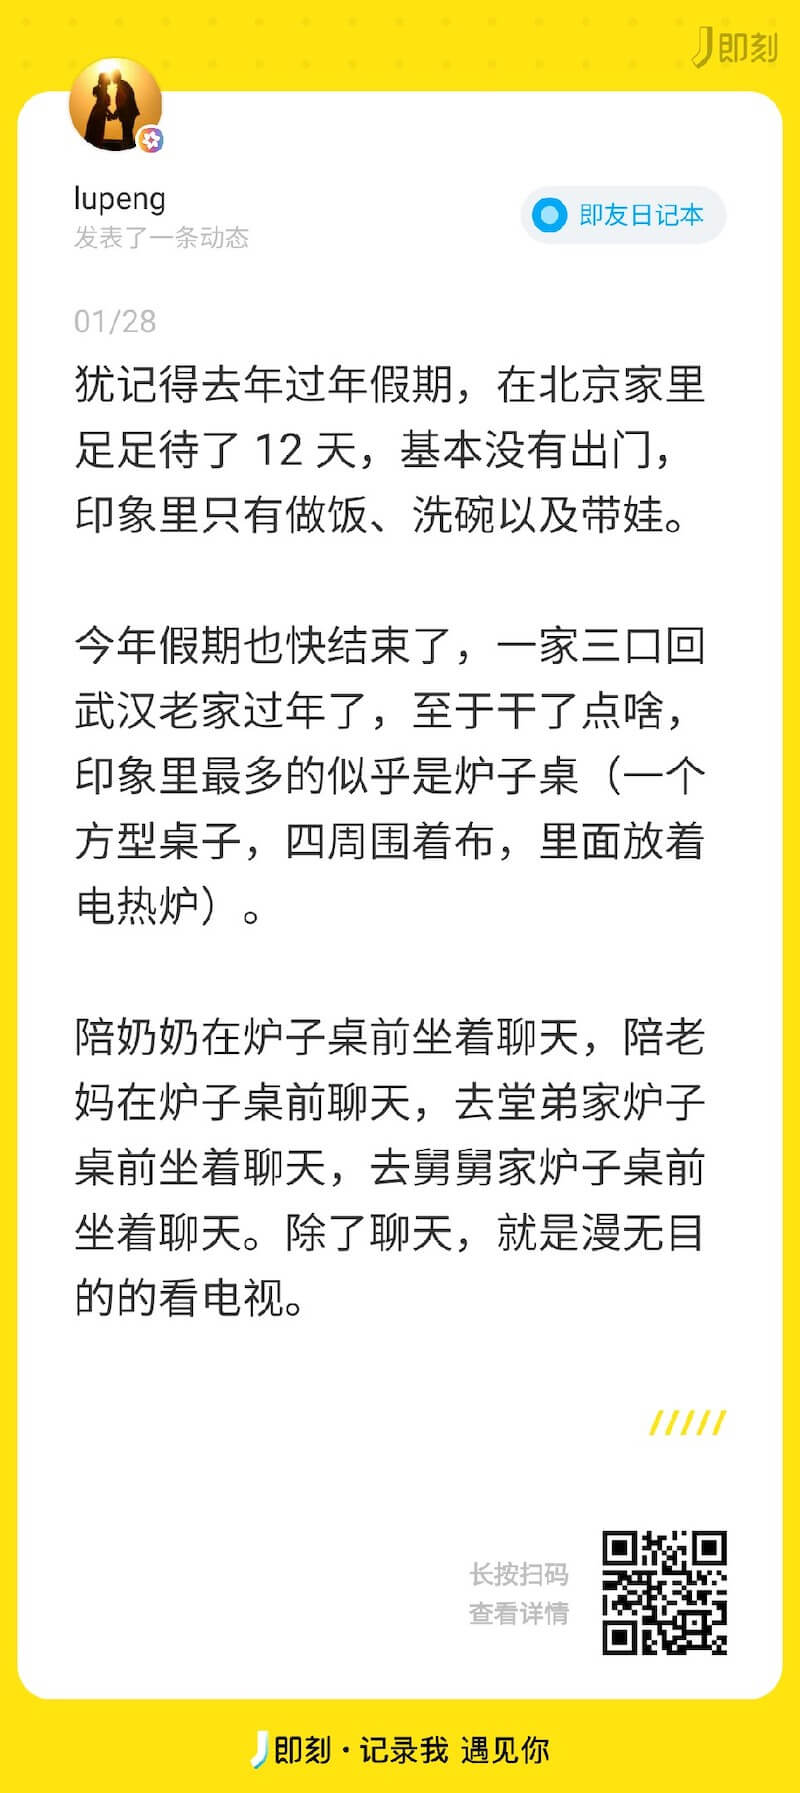 即刻
lupeng
发表了一条动态
即友日记本
01/28
犹记得去年过年假期，在北京家里
足足待了 12 天，基本没有出门，
印象里只有做饭、洗碗以及带娃。
今年假期也快结束了，一家三口回
武汉老家过年了，至于干了点啥，
印象里最多的似乎是炉子桌（一个
方型桌子，四周围着布，里面放着
电热炉）。
陪奶奶在炉子桌前坐着聊天，陪老
妈在炉子桌前聊天，去堂弟家炉子
桌前坐着聊天，去舅舅家炉子桌前
坐着聊天。除了聊天，就是漫无目
的的看电视。
长按扫码
查看详情
即刻·记录我 遇见你